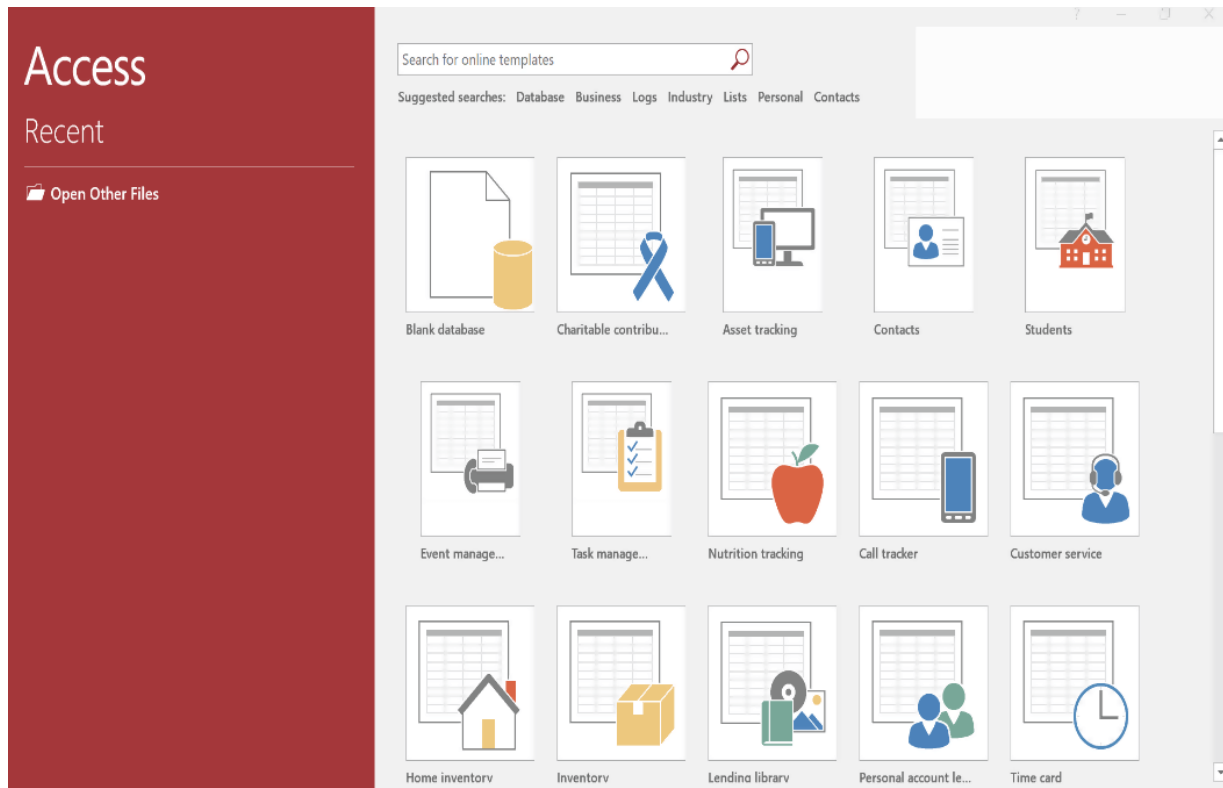 Access
Recent
Open Other Files
?
Search for online templates
Suggested searches: Database Business Logs Industry Lists Personal Contacts
Blank database
Charitable contribu...
Asset tracking
Contacts
Students
Event manage...
Task manage...
Nutrition tracking
Call tracker
Customer service
Home inventory
Inventory
Lending library
Personal account le...
Time card